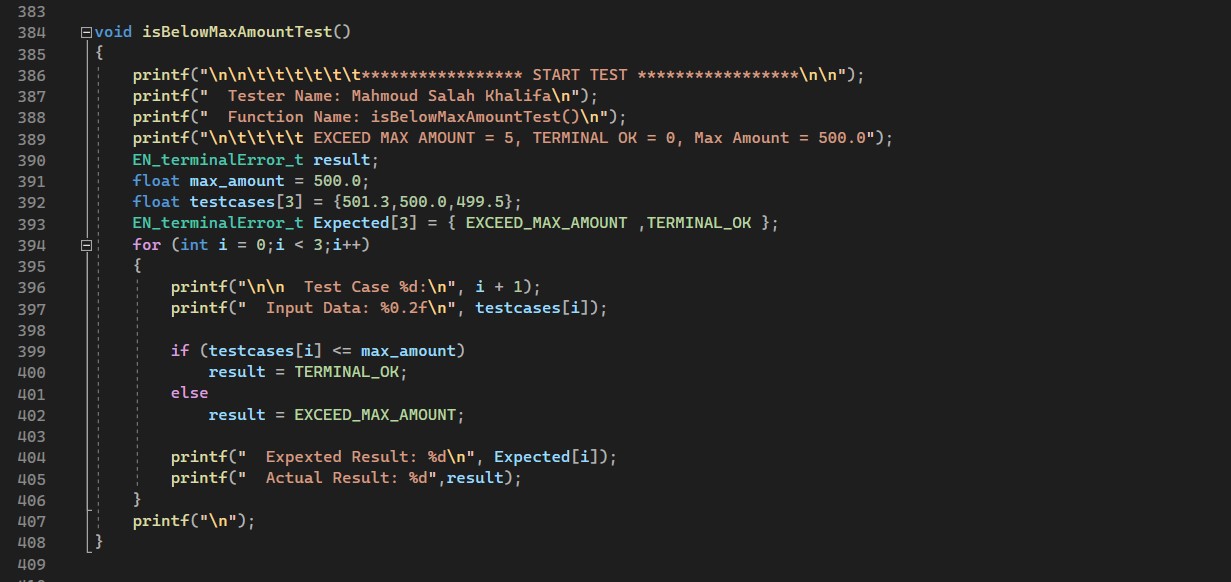 383
384 void isBelowMaxAmountTest()
385 {
386 printf("\n\n\t\t\t\t\t\t***************** START TEST *****************\n\n");
387 printf("  Tester Name: Mahmoud Salah Khalifa\n");
388 printf("  Function Name: isBelowMaxAmountTest()\n");
389 printf("\n\t\t\t\t EXCEED MAX AMOUNT = 5, TERMINAL OK = 0, Max Amount = 500.0");
390 EN_terminalError_t result;
391 float max_amount = 500.0;
392 float testcases[3] = {501.3,500.0,499.5};
393 EN_terminalError_t Expected[3] = { EXCEED_MAX_AMOUNT ,TERMINAL_OK };
394 for (int i = 0;i < 3;i++)
395 {
396 printf("\n\n  Test Case %d:\n", i + 1);
397 printf("  Input Data: %0.2f\n", testcases[i]);
398
399 if (testcases[i] <= max_amount)
400 result = TERMINAL_OK;
401 else
402 result = EXCEED_MAX_AMOUNT;
403
404 printf("  Expexted Result: %d\n", Expected[i]);
405 printf("  Actual Result: %d",result);
406 }
407 printf("\n");
408 }
409